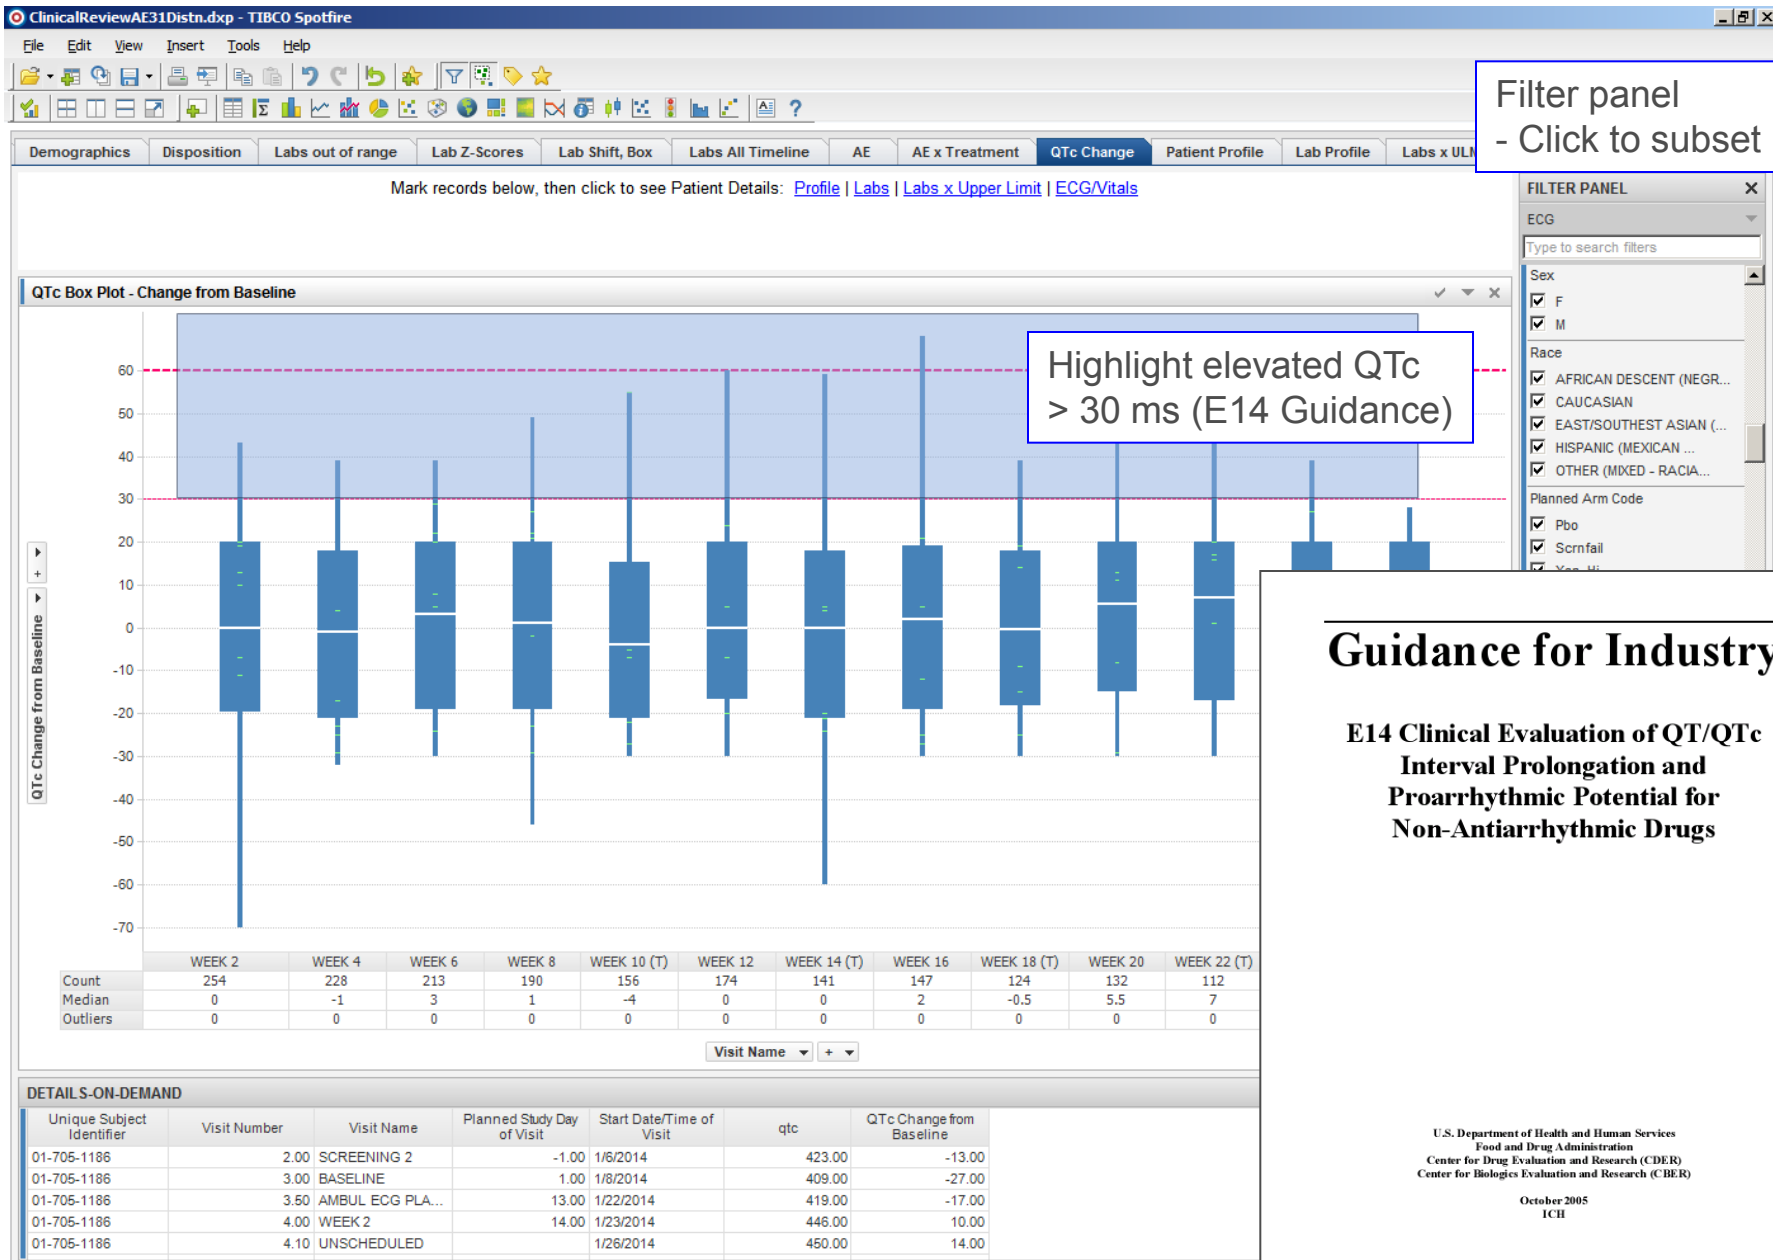 ClinicalReviewAE31Distn.dxp - TIBCO Spotfire
File Edit View Insert Tools Help
Filter panel
- Click to subset
Demographics Disposition Labs out of range Lab Z-Scores Lab Shift, Box Labs All Timeline AE AE x Treatment QTc Change Patient Profile Lab Profile Labs x ULN
Mark records below, then click to see Patient Details: Profile | Labs | Labs x Upper Limit | ECG/Vitals
FILTER PANEL
ECG
Type to search filters
Sex
F
M
Race
AFRICAN DESCENT (NEGR...
CAUCASIAN
EAST/SOUTHEST ASIAN (...
HISPANIC (MEXICAN ...
OTHER (MIXED - RACIA...
Planned Arm Code
Pbo
Scrnfail
QTc Box Plot - Change from Baseline
Highlight elevated QTc
> 30 ms (E14 Guidance)
60
50
40
30
20
10
0
-10
-20
-30
-40
-50
-60
-70
QTc Change from Baseline
+
WEEK 2 WEEK 4 WEEK 6 WEEK 8 WEEK 10 (T) WEEK 12 WEEK 14 (T) WEEK 16 WEEK 18 (T) WEEK 20 WEEK 22 (T)
Count 254 228 213 190 156 174 141 147 124 132 112
Median 0 -1 3 1 -4 0 0 2 -0.5 5.5 7
Outliers 0 0 0 0 0 0 0 0 0 0 0
Visit Name +
Guidance for Industry
E14 Clinical Evaluation of QT/QTc
Interval Prolongation and
Proarrhythmic Potential for
Non-Antiarrhythmic Drugs
U.S. Department of Health and Human Services
Food and Drug Administration
Center for Drug Evaluation and Research (CDER)
Center for Biologics Evaluation and Research (CBER)
October 2005
ICH
DETAILS-ON-DEMAND
Unique Subject Identifier Visit Number Visit Name Planned Study Day of Visit Start Date/Time of Visit qtc QTc Change from Baseline
01-705-1186 2.00 SCREENING 2 -1.00 1/6/2014 423.00 -13.00
01-705-1186 3.00 BASELINE 1.00 1/8/2014 409.00 -27.00
01-705-1186 3.50 AMBUL ECG PLA... 13.00 1/22/2014 419.00 -17.00
01-705-1186 4.00 WEEK 2 14.00 1/23/2014 446.00 10.00
01-705-1186 4.10 UNSCHEDULED 1/26/2014 450.00 14.00